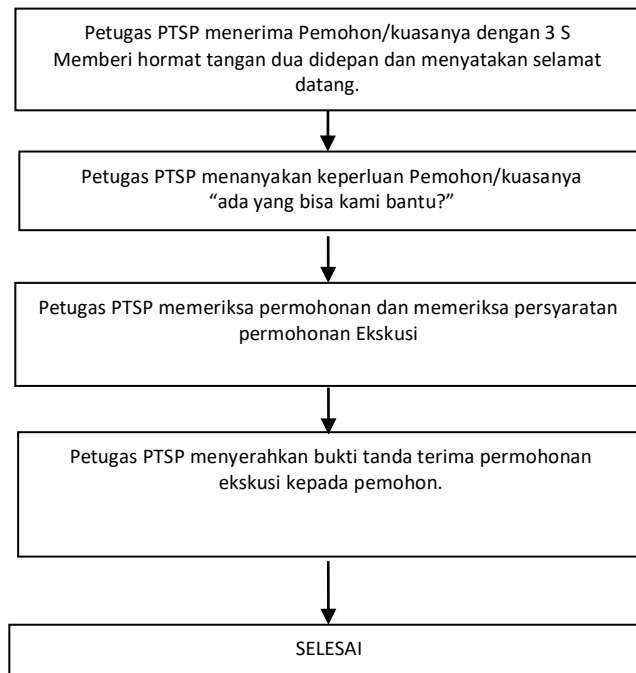 Petugas PTSP menerima Pemohon/kuasanya dengan 3 S
Memberi hormat tangan dua didepan dan menyatakan selamat
datang.
Petugas PTSP menanyakan keperluan Pemohon/kuasanya
“ada yang bisa kami bantu?”
Petugas PTSP memeriksa permohonan dan memeriksa persyaratan
permohonan Ekskusi
Petugas PTSP menyerahkan bukti tanda terima permohonan
ekskusi kepada pemohon.
SELESAI